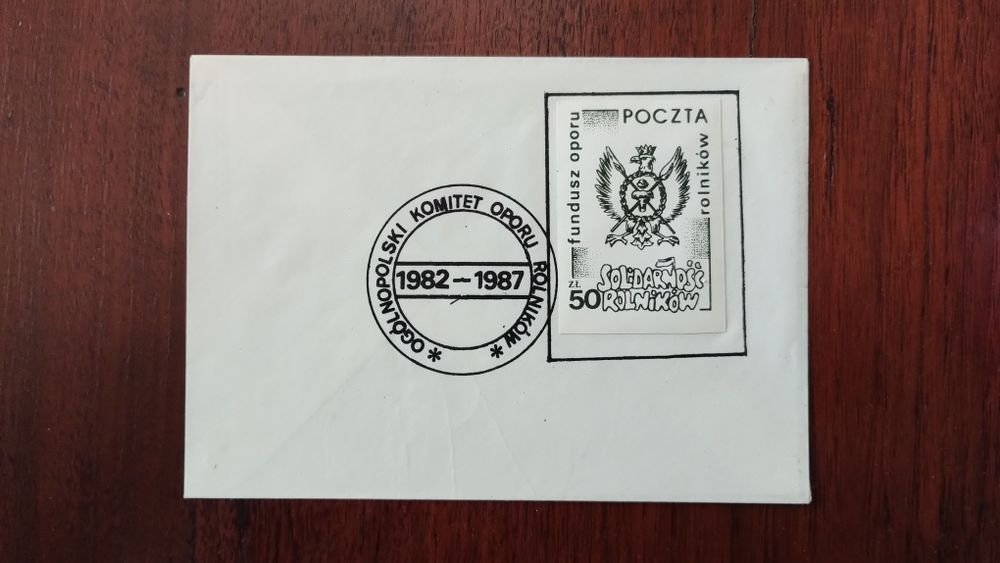 POCZTA
fundusz oporu
rolników
SOLIDARNOŚĆ
ROLNIKÓW
ZŁ 50
OGÓLNOPOLSKI KOMITET OPORU ROLNIKÓW
1982-1987